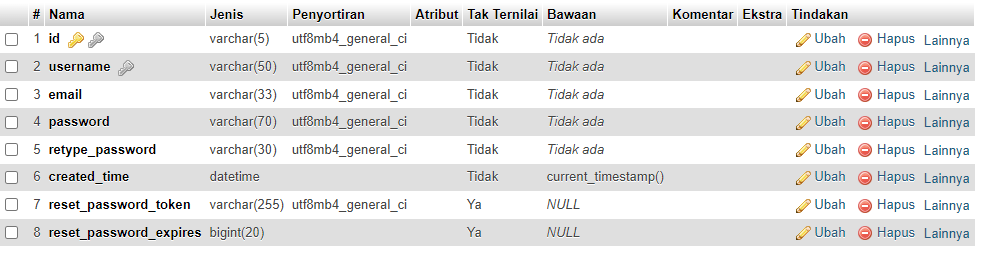 # Nama Jenis Penyortiran Atribut Tak Ternilai Bawaan Komentar Ekstra Tindakan
1 id varchar(5) utf8mb4_general_ci Tidak Tidak ada Ubah Hapus Lainnya
2 username varchar(50) utf8mb4_general_ci Tidak Tidak ada Ubah Hapus Lainnya
3 email varchar(33) utf8mb4_general_ci Tidak Tidak ada Ubah Hapus Lainnya
4 password varchar(70) utf8mb4_general_ci Tidak Tidak ada Ubah Hapus Lainnya
5 retype_password varchar(30) utf8mb4_general_ci Tidak Tidak ada Ubah Hapus Lainnya
6 created_time datetime Tidak current_timestamp() Ubah Hapus Lainnya
7 reset_password_token varchar(255) utf8mb4_general_ci Ya NULL Ubah Hapus Lainnya
8 reset_password_expires bigint(20) Ya NULL Ubah Hapus Lainnya